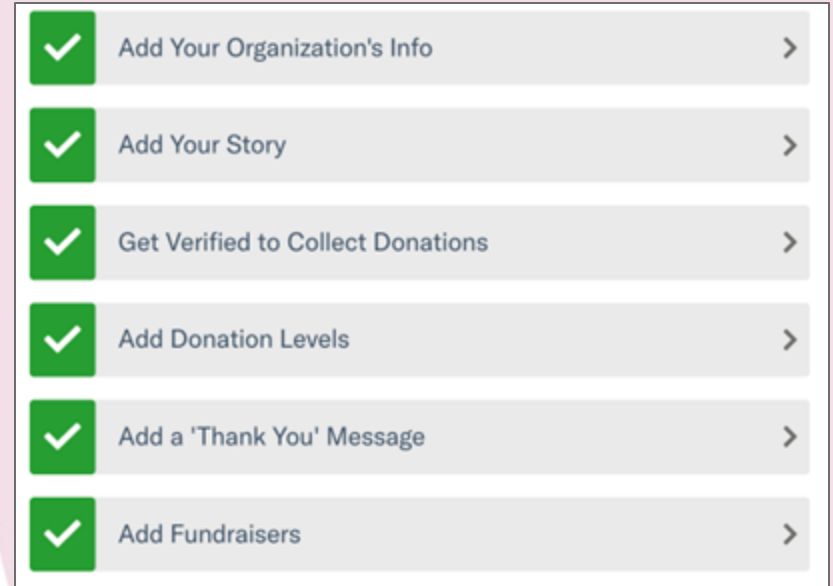 Add Your Organization's Info
Add Your Story
Get Verified to Collect Donations
Add Donation Levels
Add a 'Thank You' Message
Add Fundraisers